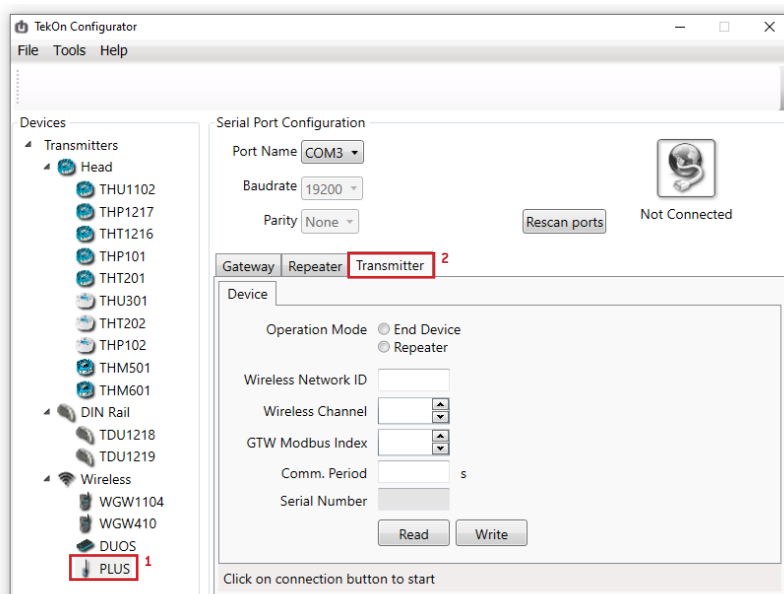 TekOn Configurator
File Tools Help
Devices
Transmitters
Head
THU1102
THP1217
THT1216
THP101
THT201
THU301
THT202
THP102
THM501
THM601
DIN Rail
TDU1218
TDU1219
Wireless
WGW1104
WGW410
DUOS
PLUS 1
Serial Port Configuration
Port Name COM3
Baudrate 19200
Parity None
Rescan ports
Not Connected
Gateway Repeater Transmitter 2
Device
Operation Mode End Device
Repeater
Wireless Network ID
Wireless Channel
GTW Modbus Index
Comm. Period s
Serial Number
Read Write
Click on connection button to start